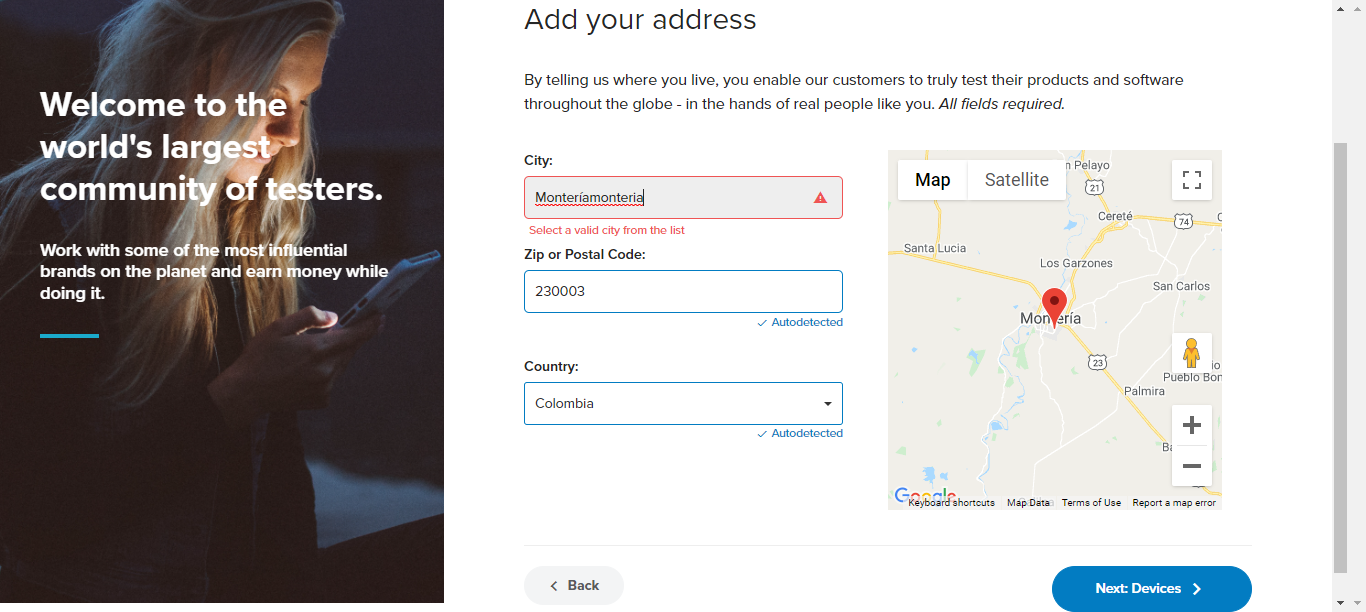 Welcome to the
world's largest
community of testers.
Work with some of the most influential
brands on the planet and earn money while
doing it.
Add your address
By telling us where you live, you enable our customers to truly test their products and software
throughout the globe - in the hands of real people like you. All fields required.
City:
Monteríamonteria
Select a valid city from the list
Zip or Postal Code:
230003
Autodetected
Country:
Colombia
Autodetected
Map
Satellite
n Pelayo
21
Cereté
74
Santa Lucia
Los Garzones
San Carlos
Montería
23
Pueblo Bon
Palmira
Google
Keyboard shortcuts
Map Data
Terms of Use
Report a map error
Back
Next: Devices